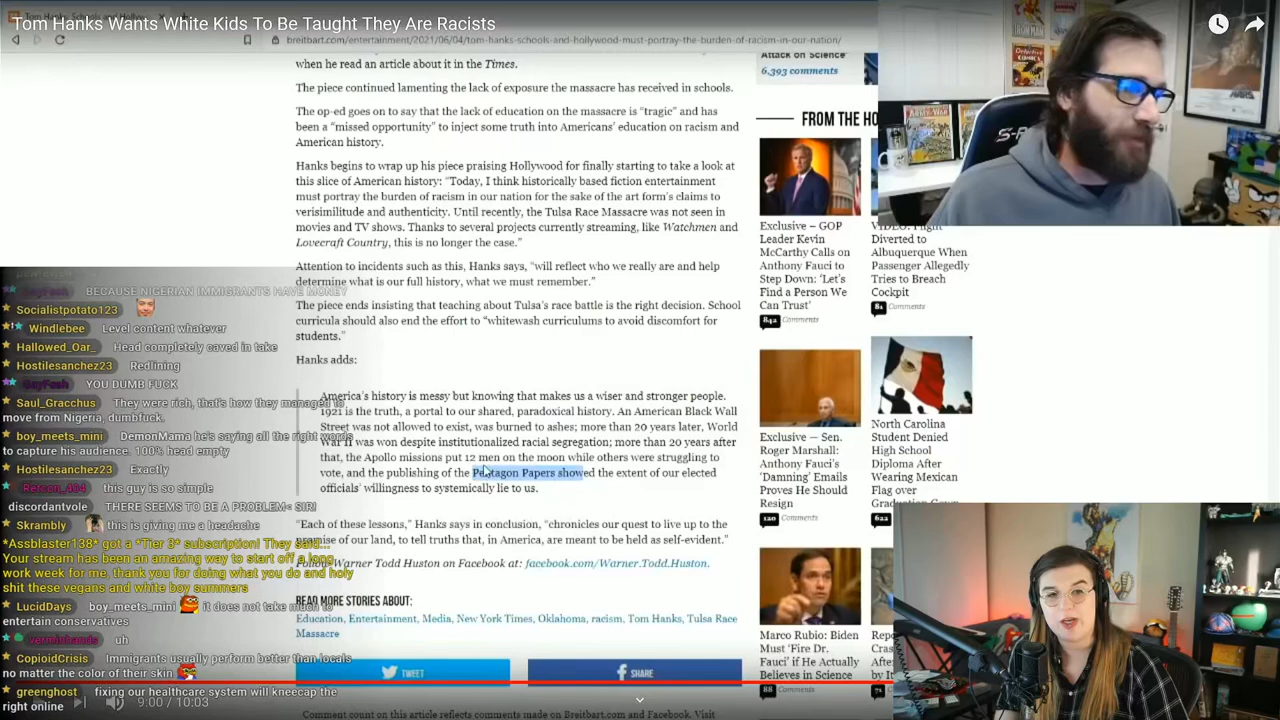 Tom Hanks Wants White Kids To Be Taught They Are Racists
breitbart.com/entertainment/2021/06/04/tom-hanks-schools-and-hollywood-must-portray-the-burden-of-racism-in-our-nation/
when he read an article about it in the Times.
The piece continued lamenting the lack of exposure the massacre has received in schools.
The op-ed goes on to say that the lack of education on the massacre is “tragic” and has
been a “missed opportunity” to inject some truth into Americans’ education on racism and
American history.
Hanks begins to wrap up his piece praising Hollywood for finally starting to take a look at
this slice of American history: “Today, I think historically based fiction entertainment
must portray the burden of racism in our nation for the sake of the art form’s claims to
verisimilitude and authenticity. Until recently, the Tulsa Race Massacre was not seen in
movies and TV shows. Thanks to several projects currently streaming, like Watchmen and
Lovecraft Country, this is no longer the case.”
Attention to incidents such as this, Hanks says, “will reflect who we really are and help
determine what is our full history, what we must remember.”
The piece ends insisting that teaching about Tulsa’s race battle is the right decision. School
curricula should also end the effort to “whitewash curriculums to avoid discomfort for
students.”
Hanks adds:
America’s history is messy but knowing that makes us a wiser and stronger people.
1921 is the truth, a portal to our shared, paradoxical history. An American Black Wall
Street was not allowed to exist, was burned to ashes; more than 20 years later, World
War II was won despite institutionalized racial segregation; more than 20 years after
that, the Apollo missions put 12 men on the moon while others were struggling to
vote, and the publishing of the Pentagon Papers showed the extent of our elected
officials’ willingness to systemically lie to us.
“Each of these lessons,” Hanks says in conclusion, “chronicles our quest to live up to the
promise of our land, to tell truths that, in America, are meant to be held as self-evident.”
Follow Warner Todd Huston on Facebook at: facebook.com/Warner.Todd.Huston.
READ MORE STORIES ABOUT:
Education, Entertainment, Media, New York Times, Oklahoma, racism, Tom Hanks, Tulsa Race
Massacre
TWEET
SHARE
Comment count on this article reflects comments made on Breitbart.com and Facebook. Visit
Attack on Science’
6,393 comments
FROM THE HO
Exclusive – GOP
Leader Kevin
McCarthy Calls on
Anthony Fauci to
Step Down: ‘Let’s
Find a Person We
Can Trust’
842 Comments
VIDEO: Flight
Diverted to
Albuquerque When
Passenger Allegedly
Tries to Breach
Cockpit
81 Comments
Exclusive — Sen.
Roger Marshall:
Anthony Fauci’s
‘Damning’ Emails
Proves He Should
Resign
120 Comments
North Carolina
Student Denied
High School
Diploma After
Wearing Mexican
Flag over
622
Marco Rubio: Biden
Must ‘Fire Dr.
Fauci’ if He Actually
Believes in Science
88 Comments
BECAUSE NIGERIAN IMMIGRANTS HAVE MONEY
Socialistpotato123
Windlebee Level content whatever
Hallowed_Oar_ Head completely caved in take
Hostilesanchez23 Redlining
GayFesh YOU DUMB FUCK
Saul_Gracchus They were rich, that's how they managed to
move from Nigeria, dumbfuck.
boy_meets_mini DemonMama he's saying all the right words
to capture his audience. 100% head empty
Hostilesanchez23 Exactly
this guy is so simple
discordantvole THERE SEEMS TO BE A PROBLEM< SIR!
Skrambly this is giving me a headache
*Assblaster138* got a *Tier 3* subscription! They said...
Your stream has been an amazing way to start off a long
work week for me, thank you for doing what you do and holy
shit these vegans and white boy summers
LucidDays boy_meets_mini it does not take much to
entertain conservatives
uh
CopioidCrisis Immigrants usually perform better than locals
no matter the color of their skin
greenghost fixing our healthcare system will kneecap the
right online
9:00 / 10:03